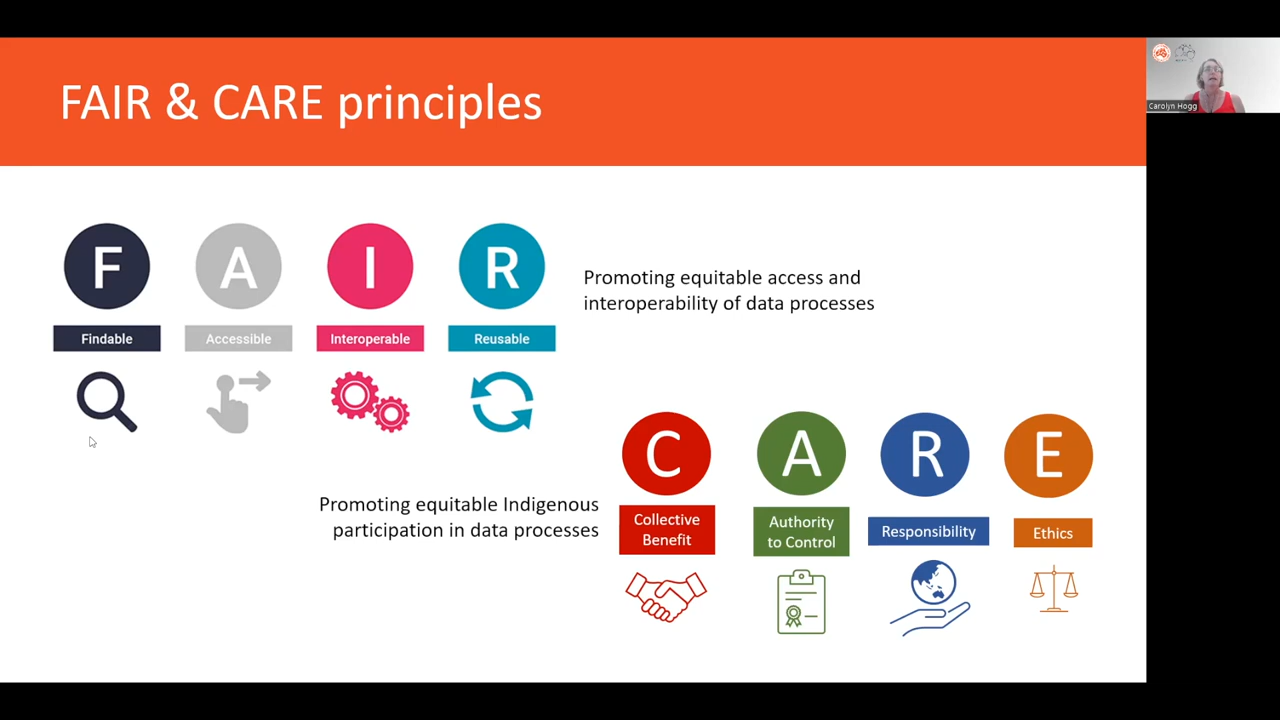 FAIR & CARE principles
Carolyn Hogg
F A I R
Findable Accessible Interoperable Reusable
Promoting equitable access and
interoperability of data processes
C A R E
Collective
Benefit
Authority
to Control
Responsibility
Ethics
Promoting equitable Indigenous
participation in data processes